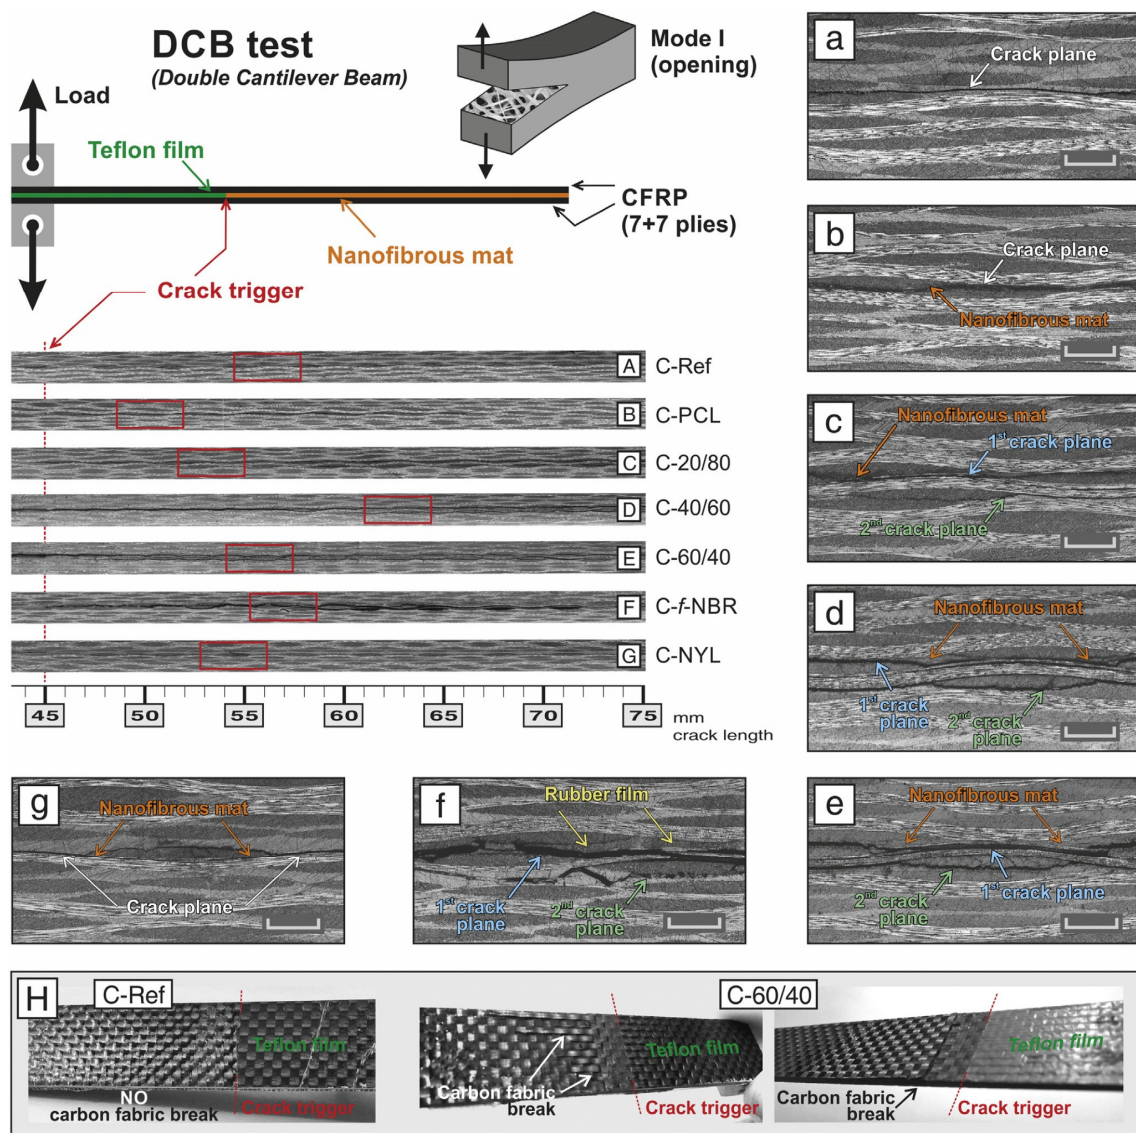 DCB test
(Double Cantilever Beam)
Mode I
(opening)
Load
Teflon film
CFRP
(7+7 plies)
Nanofibrous mat
Crack trigger
A C-Ref
B C-PCL
C C-20/80
D C-40/60
E C-60/40
F C-f-NBR
G C-NYL
45 50 55 60 65 70 75 mm
crack length
a
Crack plane
b
Crack plane
Nanofibrous mat
c
Nanofibrous mat
1st crack plane
2nd crack plane
d
Nanofibrous mat
1st crack
plane
2nd crack
plane
g
Nanofibrous mat
Crack plane
f
Rubber film
1st crack
plane
2nd crack
plane
e
Nanofibrous mat
1st crack plane
2nd crack
plane
H
C-Ref
Teflon film
NO
carbon fabric break
Crack trigger
C-60/40
Teflon film
Carbon fabric
break
Crack trigger
Teflon film
Carbon fabric
break
Crack trigger